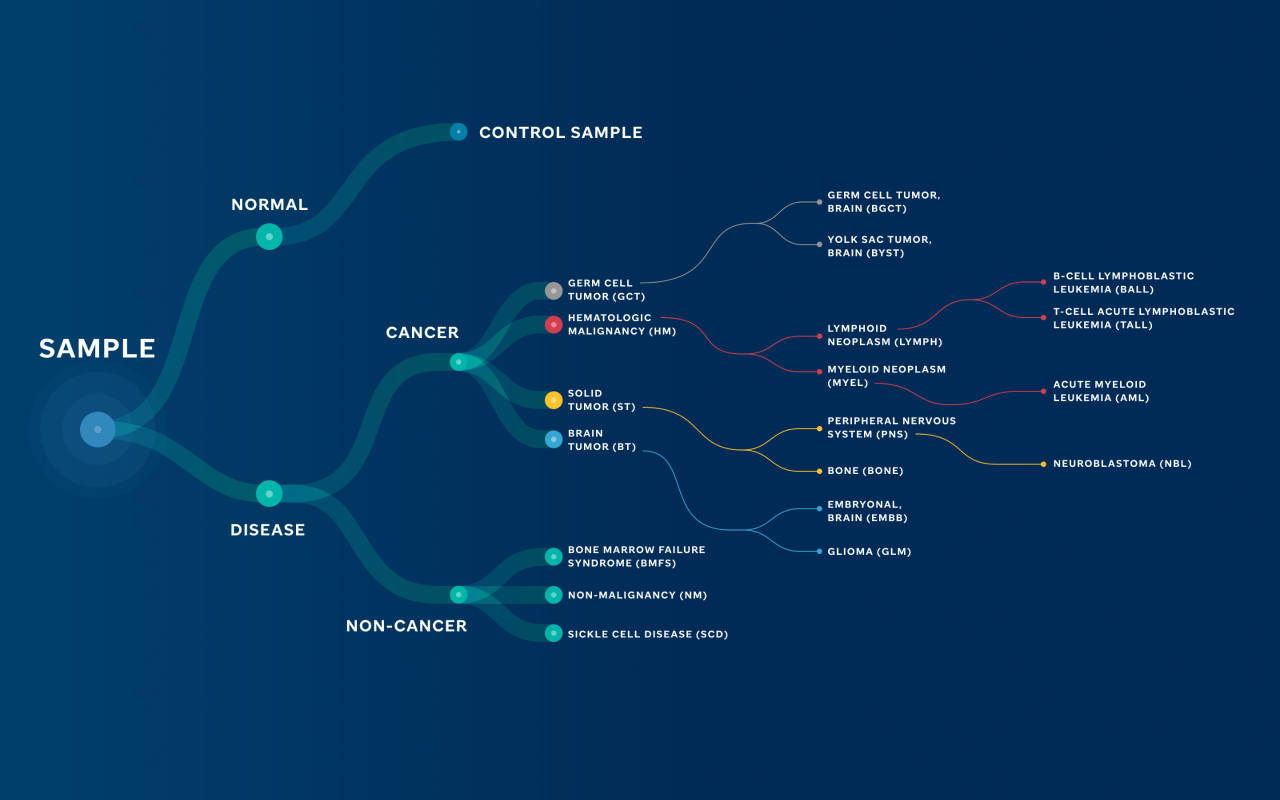 SAMPLE
NORMAL
CONTROL SAMPLE
DISEASE
CANCER
NON-CANCER
GERM CELL
TUMOR (GCT)
HEMATOLOGIC
MALIGNANCY (HM)
SOLID
TUMOR (ST)
BRAIN
TUMOR (BT)
BONE MARROW FAILURE
SYNDROME (BMFS)
NON-MALIGNANCY (NM)
SICKLE CELL DISEASE (SCD)
GERM CELL TUMOR,
BRAIN (BGCT)
YOLK SAC TUMOR,
BRAIN (BYST)
LYMPHOID
NEOPLASM (LYMPH)
MYELOID NEOPLASM
(MYEL)
PERIPHERAL NERVOUS
SYSTEM (PNS)
BONE (BONE)
EMBRYONAL,
BRAIN (EMBB)
GLIOMA (GLM)
B-CELL LYMPHOBLASTIC
LEUKEMIA (BALL)
T-CELL ACUTE LYMPHOBLASTIC
LEUKEMIA (TALL)
ACUTE MYELOID
LEUKEMIA (AML)
NEUROBLASTOMA (NBL)